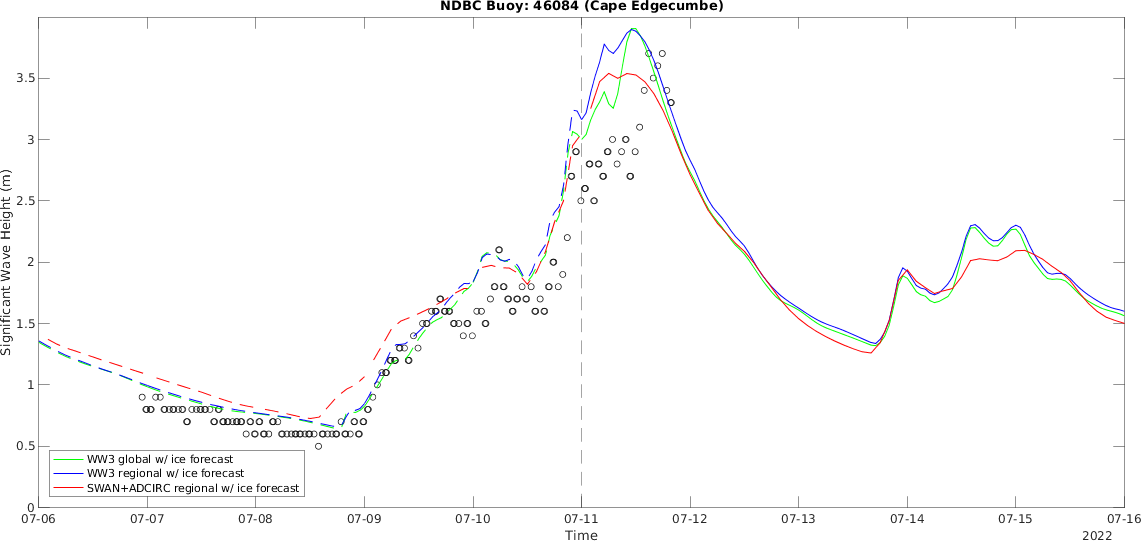 NDBC Buoy: 46084 (Cape Edgecumbe)
Significant Wave Height (m)
3.5
3
2.5
2
1.5
1
0.5
0
WW3 global w/ ice forecast
WW3 regional w/ ice forecast
SWAN+ADCIRC regional w/ ice forecast
07-06 07-07 07-08 07-09 07-10 07-11 07-12 07-13 07-14 07-15 07-16
Time
2022